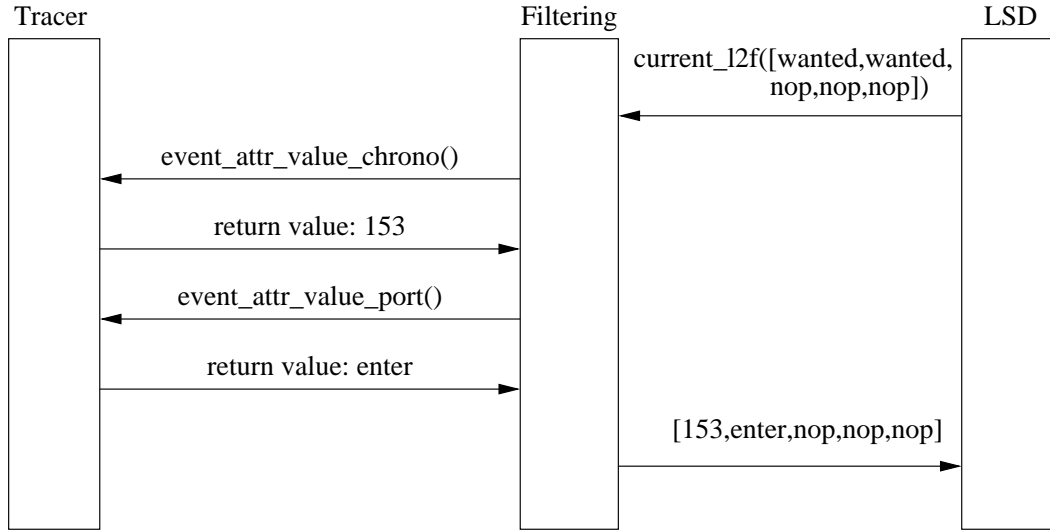 Tracer
Filtering
LSD
current_l2f([wanted,wanted,
nop,nop,nop])
event_attr_value_chrono()
return value: 153
event_attr_value_port()
return value: enter
[153,enter,nop,nop,nop]